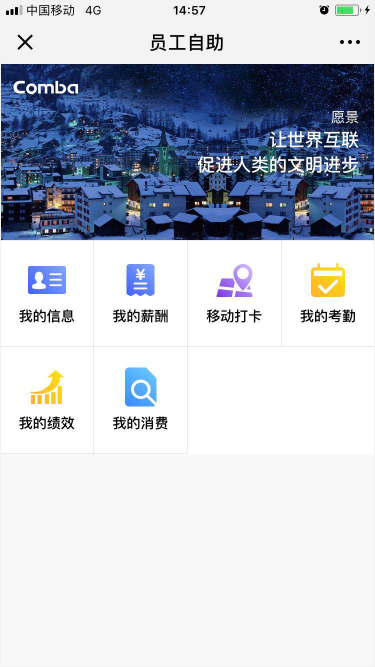 中国移动 4G 14:57
员工自助
Comba
愿景
让世界互联
促进人类的文明进步
我的信息 我的薪酬 移动打卡 我的考勤
我的绩效 我的消费